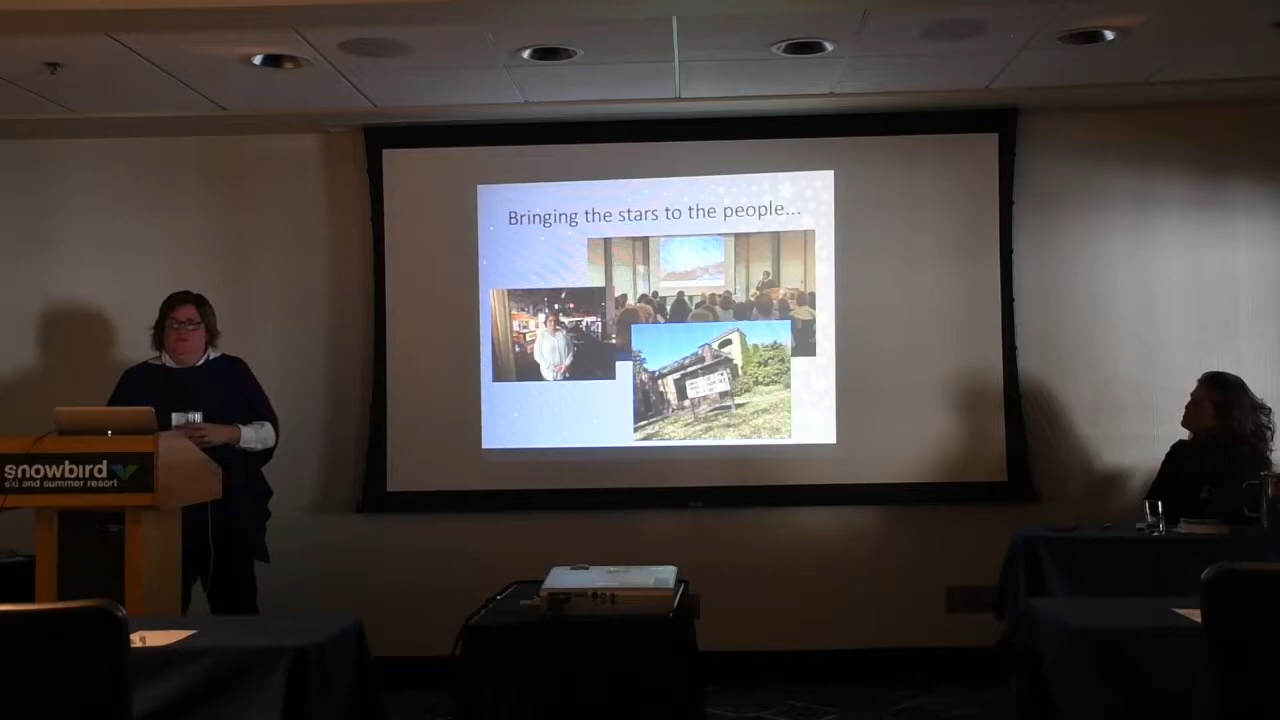 Bringing the stars to the people...
snowbird
ski and summer resort